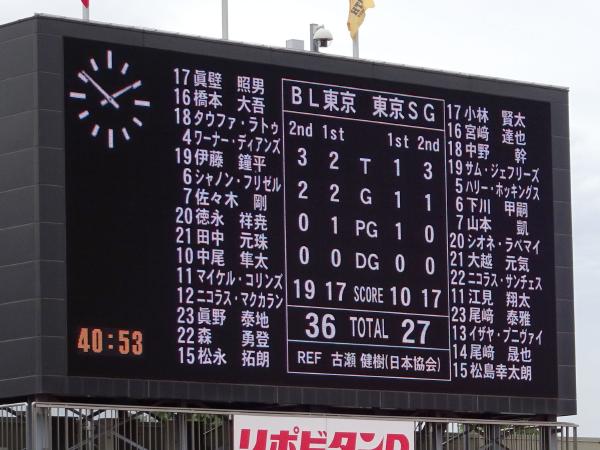 17 眞壁 照男
16 橋本 大吾
18 タウファ・ラトゥ
4 ワーナー・ディアンズ
19 伊藤 鐘平
6 シャノン・フリゼル
7 佐々木 剛
20 徳永 祥尭
21 田中 元珠
10 中尾 隼太
11 マイケル・コリンズ
12 ニコラス・マクカラン
23 眞野 泰地
22 森 勇登
15 松永 拓朗
40:53
BL東京 東京SG
2nd 1st 1st 2nd
3 2 T 1 3
2 2 G 1 1
0 1 PG 1 0
0 0 DG 0 0
19 17 SCORE 10 17
36 TOTAL 27
REF 古瀬 健樹(日本協会)
17 小林 賢太
16 宮﨑 達也
18 中野 幹
19 サム・ジェフリーズ
5 ハリー・ホッキングス
6 下川 甲嗣
7 山本 凱
20 シオネ・ラベマイ
21 大越 元気
22 ニコラス・サンチェス
11 江見 翔太
23 尾﨑 泰雅
13 イザヤ・プニヴァイ
14 尾﨑 晟也
15 松島幸太朗
リポビタンD